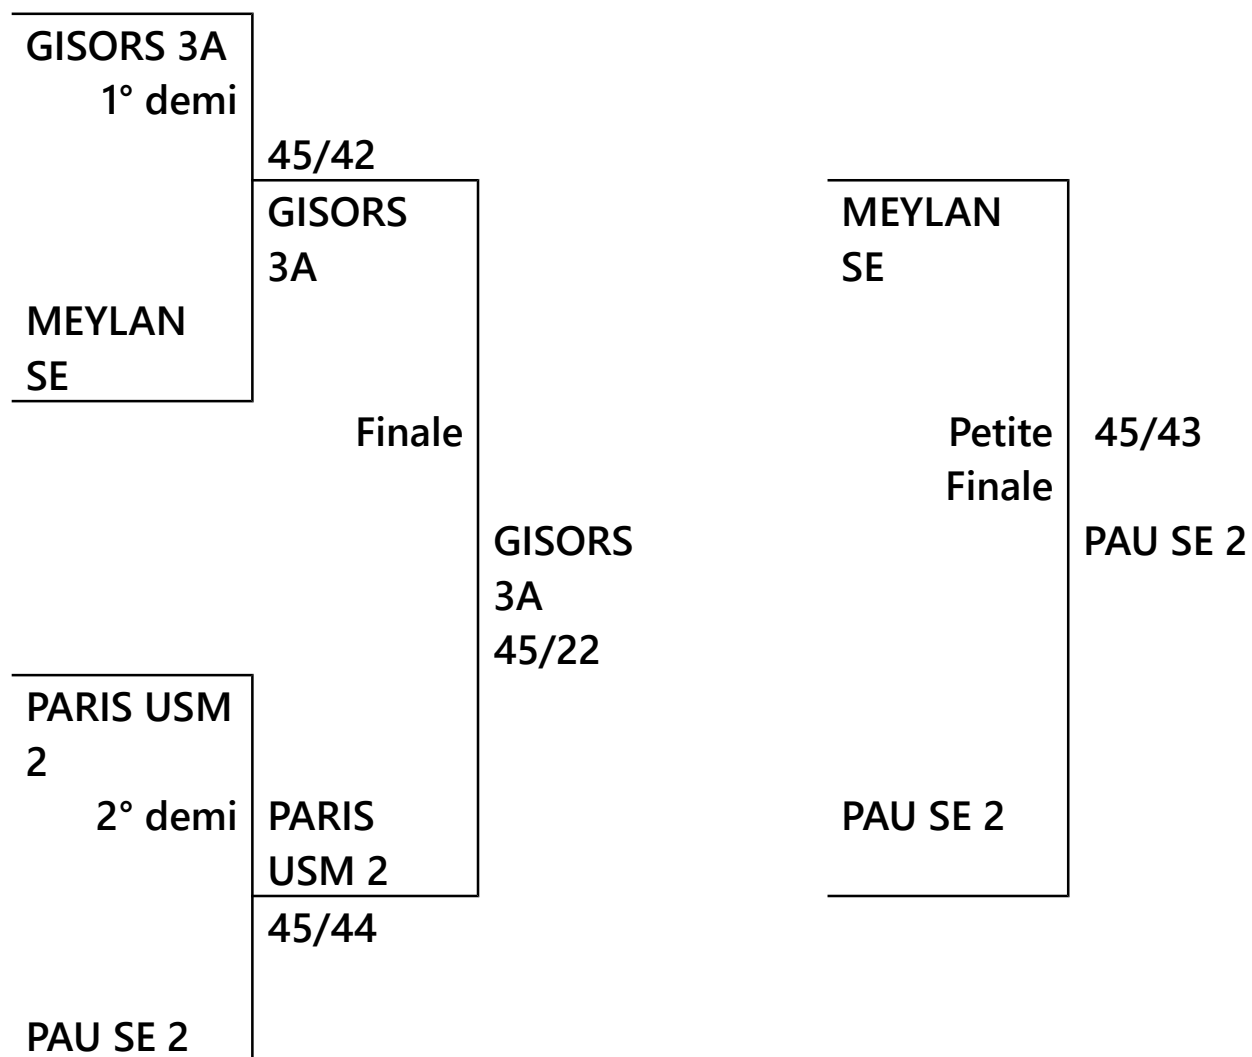 GISORS 3A
1° demi
45/42
GISORS
3A
MEYLAN
SE
Finale
GISORS
3A
45/22
PARIS USM
2
2° demi
PARIS
USM 2
45/44
PAU SE 2
MEYLAN
SE
Petite
Finale
45/43
PAU SE 2
PAU SE 2